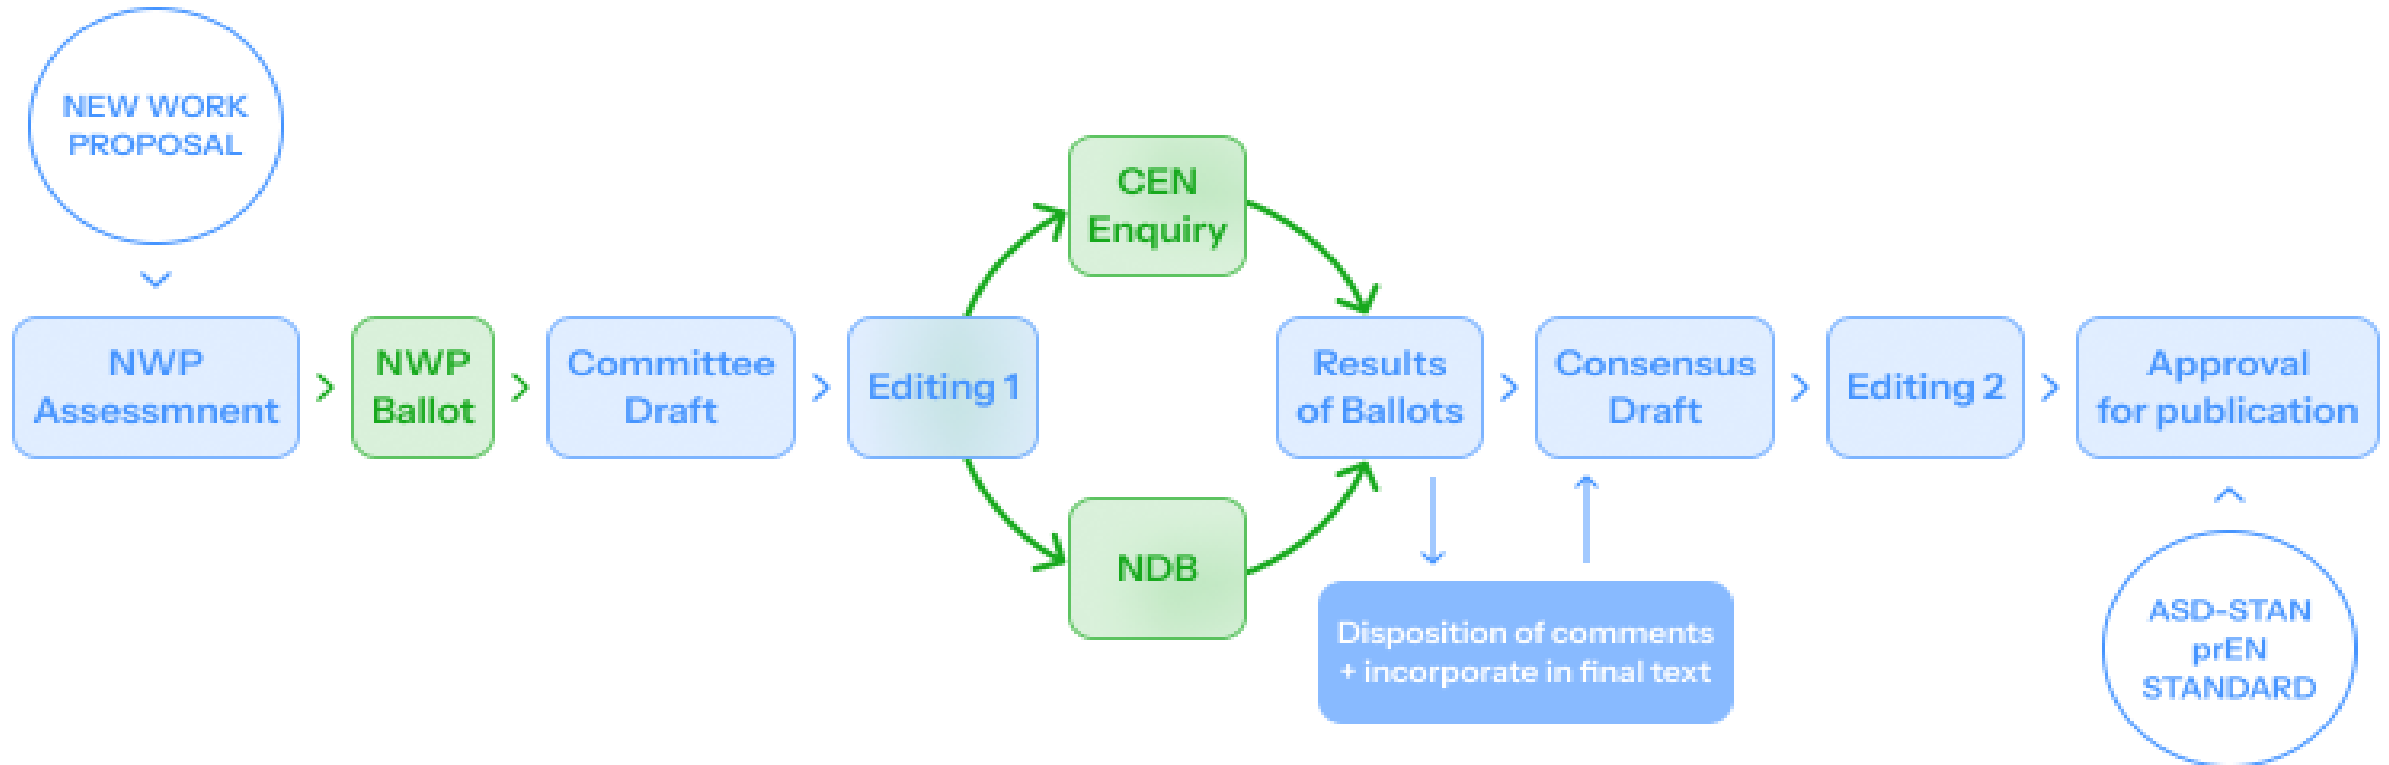 NEW WORK
PROPOSAL
NWP
Assessmnent
NWP
Ballot
Committee
Draft
Editing 1
CEN
Enquiry
NDB
Results
of Ballots
Disposition of comments
+ incorporate in final text
Consensus
Draft
Editing 2
Approval
for publication
ASD-STAN
prEN
STANDARD